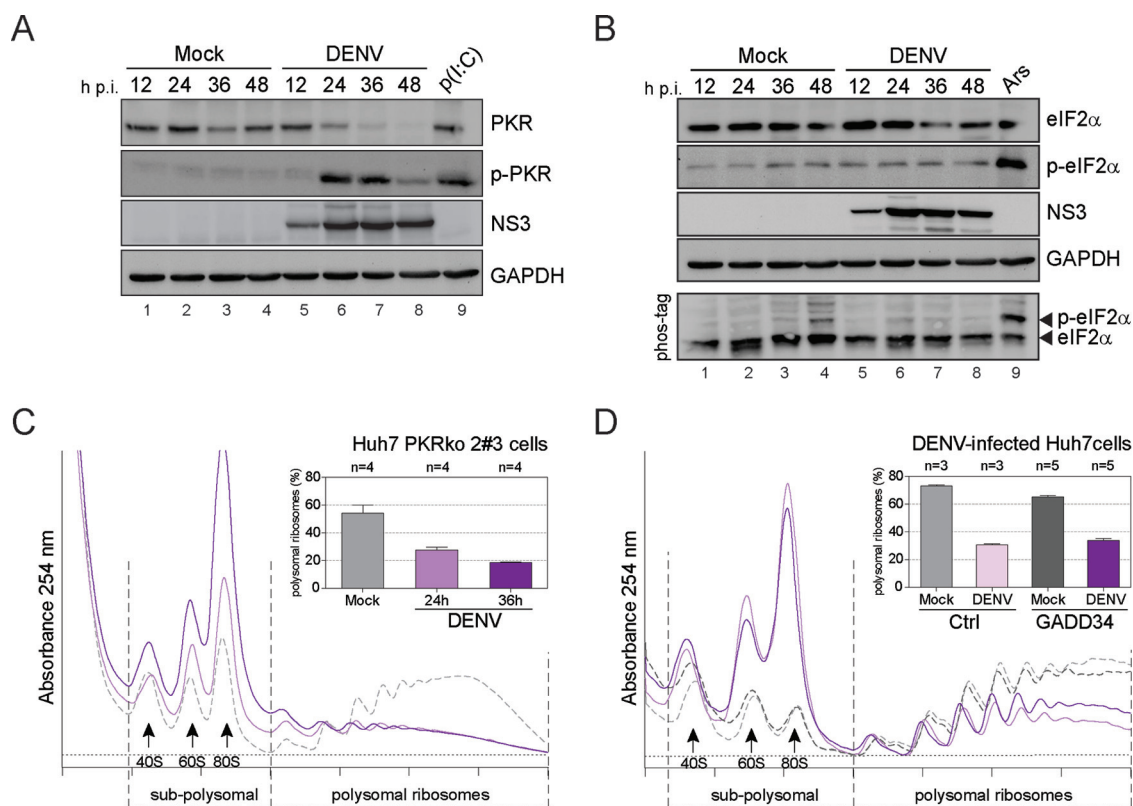 A
Mock DENV p(I:C)
h p.i. 12 24 36 48 12 24 36 48
PKR
p-PKR
NS3
GAPDH
1 2 3 4 5 6 7 8 9
B
Mock DENV Ars
h p.i. 12 24 36 48 12 24 36 48
eIF2α
p-eIF2α
NS3
GAPDH
phos-tag
p-eIF2α
eIF2α
1 2 3 4 5 6 7 8 9
C
Huh7 PKRko 2#3 cells
n=4 n=4 n=4
polysomal ribosomes (%)
80
60
40
20
0
Mock 24h 36h
DENV
Absorbance 254 nm
40S 60S 80S
sub-polysomal polysomal ribosomes
D
DENV-infected Huh7cells
n=3 n=3 n=5 n=5
polysomal ribosomes (%)
80
60
40
20
0
Mock DENV Mock DENV
Ctrl GADD34
Absorbance 254 nm
40S 60S 80S
sub-polysomal polysomal ribosomes